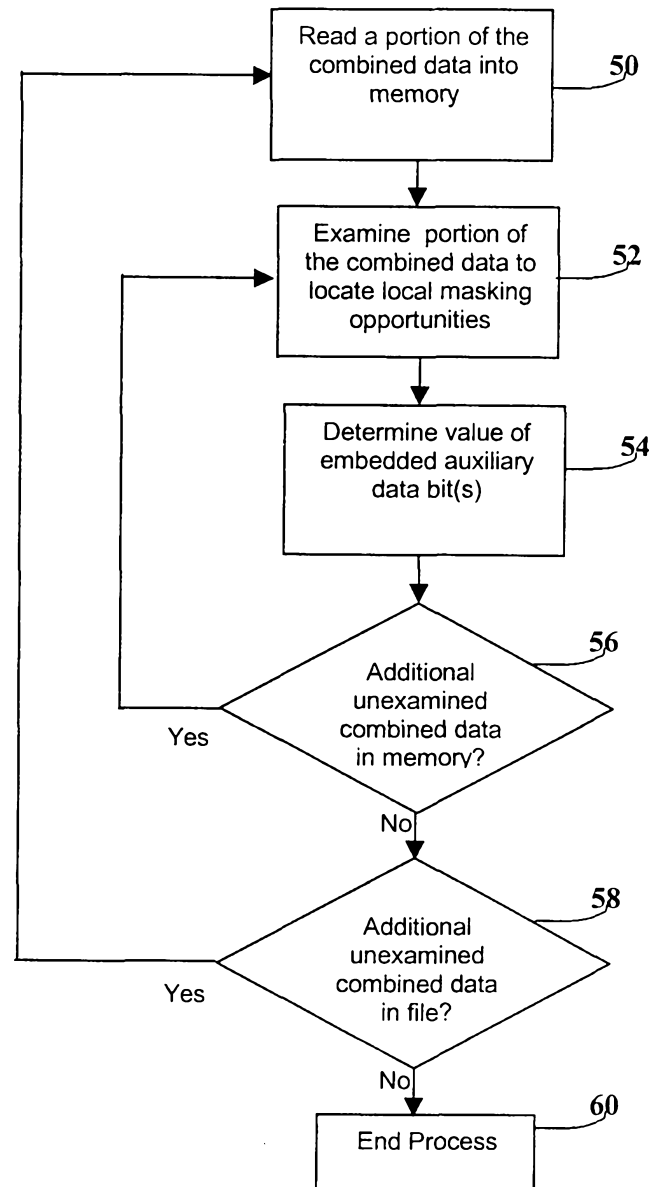 Read a portion of the
combined data into
memory
50
Examine portion of
the combined data to
locate local masking
opportunities
52
Determine value of
embedded auxiliary
data bit(s)
54
56
Additional
unexamined
combined data
in memory?
Yes
No
58
Additional
unexamined
combined data
in file?
Yes
No
60
End Process